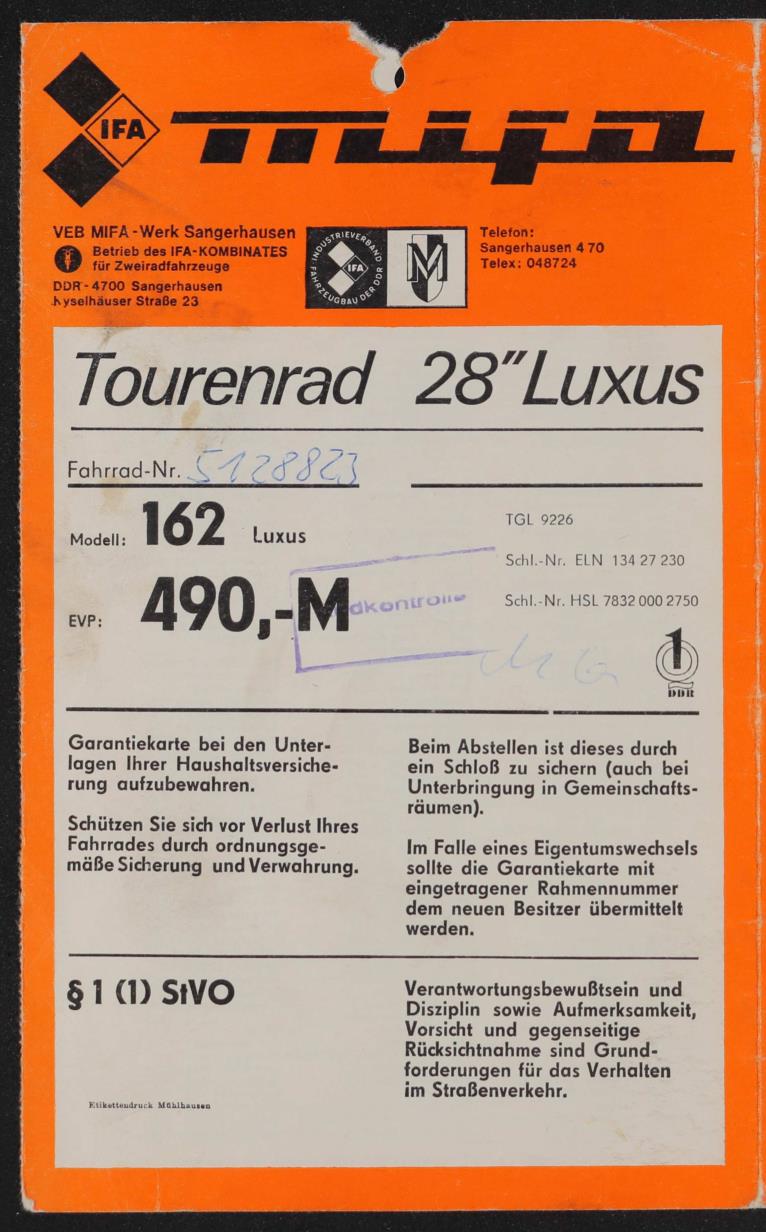 IFA
mifa
VEB MIFA-Werk Sangerhausen
Betrieb des IFA-KOMBINATES
für Zweiradfahrzeuge
DDR-4700 Sangerhausen
Kyselhäuser Straße 23
INDUSTRIEVERBAND
FAHRZEUGBAU DER DDR
IFA
M
Telefon:
Sangerhausen 4 70
Telex: 048724
Tourenrad 28″ Luxus
Fahrrad-Nr. 5128823
Modell: 162 Luxus
EVP: 490,-M
TGL 9226
Schl.-Nr. ELN 134 27 230
Schl.-Nr. HSL 7832 000 2750
1
DDR
Garantiekarte bei den Unter-
lagen Ihrer Haushaltsversiche-
rung aufzubewahren.
Schützen Sie sich vor Verlust Ihres
Fahrrades durch ordnungsge-
mäße Sicherung und Verwahrung.
Beim Abstellen ist dieses durch
ein Schloß zu sichern (auch bei
Unterbringung in Gemeinschafts-
räumen).
Im Falle eines Eigentumswechsels
sollte die Garantiekarte mit
eingetragener Rahmennummer
dem neuen Besitzer übermittelt
werden.
§ 1 (1) StVO
Verantwortungsbewußtsein und
Disziplin sowie Aufmerksamkeit,
Vorsicht und gegenseitige
Rücksichtnahme sind Grund-
forderungen für das Verhalten
im Straßenverkehr.
Etikettendruck Mühlhausen